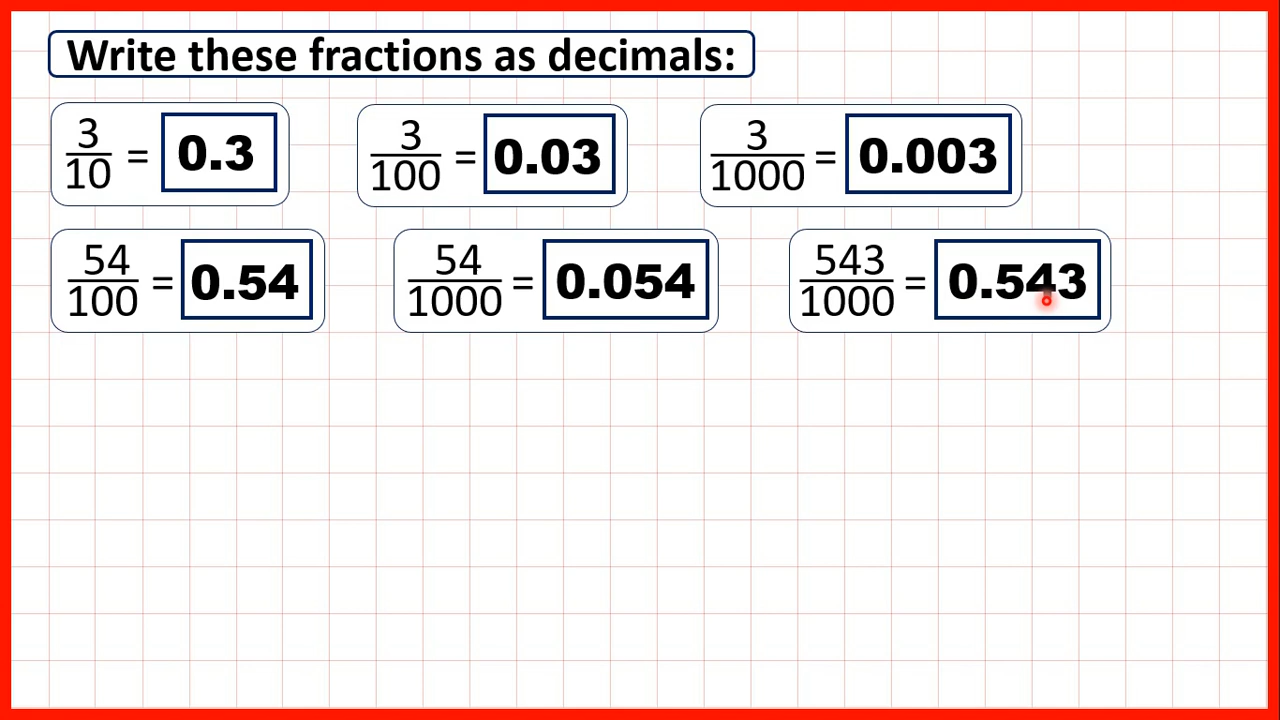 Write these fractions as decimals:
3/10 = 0.3 3/100 = 0.03 3/1000 = 0.003
54/100 = 0.54 54/1000 = 0.054 543/1000 = 0.543